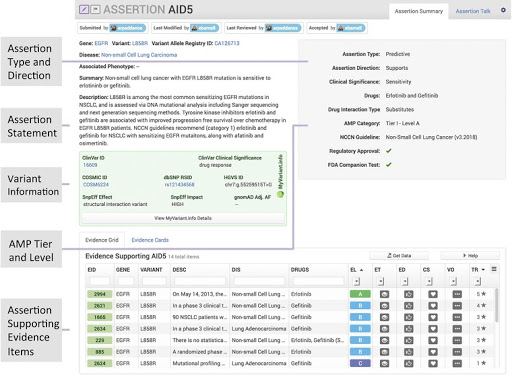 ASSERTION AID5
Assertion Summary
Assertion Talk
Submitted by arpaddanos
Last Modified by ebarnell
Last Reviewed by arpaddanos
Accepted by ebarnell
Gene: EGFR Variant: L858R Variant Allele Registry ID: CA126713
Disease: Non-small Cell Lung Carcinoma
Associated Phenotype: --
Summary: Non-small cell lung cancer with EGFR L858R mutation is sensitive to
erlotinib or gefitinib.
Description: L858R is among the most common sensitizing EGFR mutations in
NSCLC, and is assessed via DNA mutational analysis including Sanger sequencing
and next generation sequencing methods. Tyrosine kinase inhibitors erlotinib and
gefitinib are associated with improved progression free survival over chemotherapy in
EGFR L858R patients. NCCN guidelines recommend (category 1) erlotinib and
gefitinib for NSCLC with sensitizing EGFR mutations, along with afatinib and
osimertinib.
Assertion Type: Predictive
Assertion Direction: Supports
Clinical Significance: Sensitivity
Drugs: Erlotinib and Gefitinib
Drug Interaction Type: Substitutes
AMP Category: Tier I - Level A
NCCN Guideline: Non-Small Cell Lung Cancer (v3.2018)
Regulatory Approval: ✔
FDA Companion Test: ✔
Assertion
Type and
Direction
Assertion
Statement
Variant
Information
AMP Tier
and Level
Assertion
Supporting
Evidence
Items
ClinVar ID
16609
ClinVar Clinical Significance
drug response
COSMIC ID
COSM6224
dbSNP RSID
rs121434568
HGVS ID
chr7:g.55259515T>G
SnpEff Effect
structural interaction variant
SnpEff Impact
HIGH
gnomAD Adj. AF
--
MyVariant.info
View MyVariant.info Details
Evidence Grid
Evidence Cards
Evidence Supporting AID5 14 total items
Get Data
Help
EID GENE VARIANT DESC DIS DRUGS EL ET ED CS VO TR
2994 EGFR L858R On May 14, 2013, the... Non-small Cell Lung ... Erlotinib A 5
2621 EGFR L858R In a phase 3 clinical t... Non-small Cell Lung ... Gefitinib B 4
1665 EGFR L858R 90 NSCLC patients w... Non-small Cell Lung ... Gefitinib B 3
2634 EGFR L858R In a phase 3 clinical t... Lung Adenocarcinoma Erlotinib B 3
229 EGFR L858R There is no statistica... Non-small Cell Lung ... Erlotinib, Gefitinib (S... B 3
885 EGFR L858R A randomized phase ... Non-small Cell Lung ... Erlotinib B 3
2624 EGFR L858R Mutational profiling ... Lung Adenocarcinoma Gefitinib C